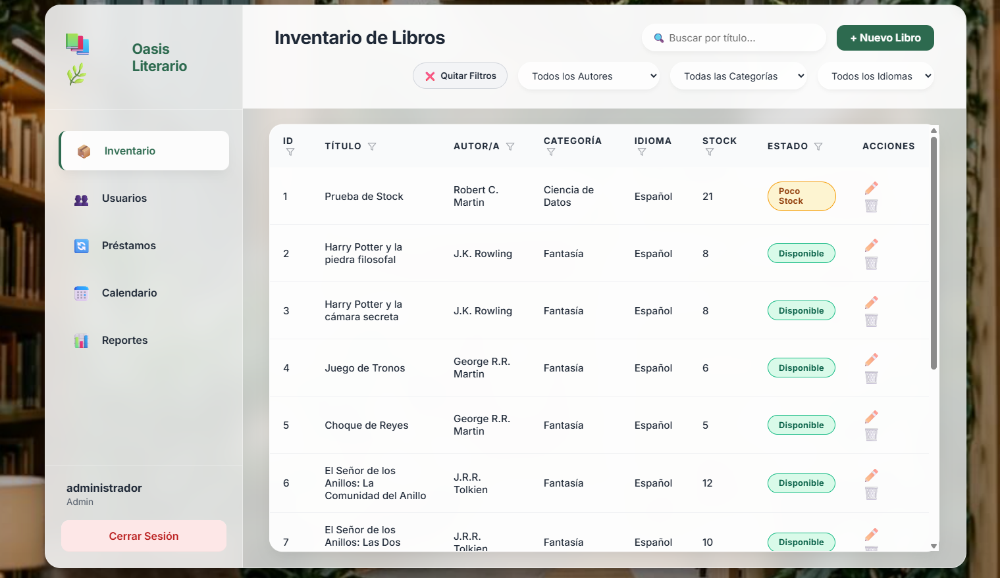 Oasis
Literario
Inventario
Usuarios
Préstamos
Calendario
Reportes
administrador
Admin
Cerrar Sesión
Inventario de Libros
Buscar por título...
+ Nuevo Libro
Quitar Filtros
Todos los Autores
Todas las Categorías
Todos los Idiomas
ID
TÍTULO
AUTOR/A
CATEGORÍA
IDIOMA
STOCK
ESTADO
ACCIONES
1
Prueba de Stock
Robert C.
Martin
Ciencia de
Datos
Español
21
Poco
Stock
2
Harry Potter y la
piedra filosofal
J.K. Rowling
Fantasía
Español
8
Disponible
3
Harry Potter y la
cámara secreta
J.K. Rowling
Fantasía
Español
8
Disponible
4
Juego de Tronos
George R.R.
Martin
Fantasía
Español
6
Disponible
5
Choque de Reyes
George R.R.
Martin
Fantasía
Español
5
Disponible
6
El Señor de los
Anillos: La
Comunidad del Anillo
J.R.R.
Tolkien
Fantasía
Español
12
Disponible
7
El Señor de los
Anillos: Las Dos
J.R.R.
Tolkien
Fantasía
Español
10
Disponible